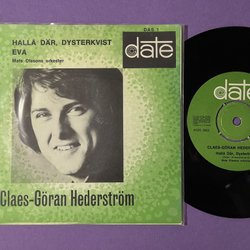 DAS 1
HALLÅ DÄR, DYSTERKVIST
EVA
Mats Olssons orkester
date
Claes-Göran Hederström
date
CLAES-GÖRAN HEDERSTRÖM
Hallå Där, Dysterkvist